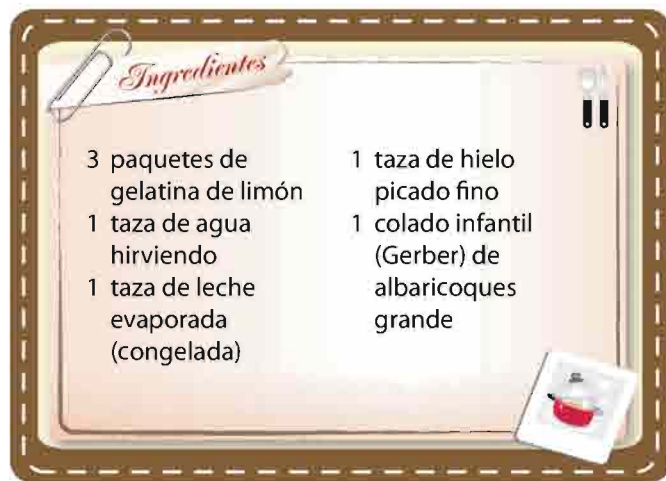 Ingredientes
3 paquetes de
gelatina de limón
1 taza de agua
hirviendo
1 taza de leche
evaporada
(congelada)
1 taza de hielo
picado fino
1 colado infantil
(Gerber) de
albaricoques
grande